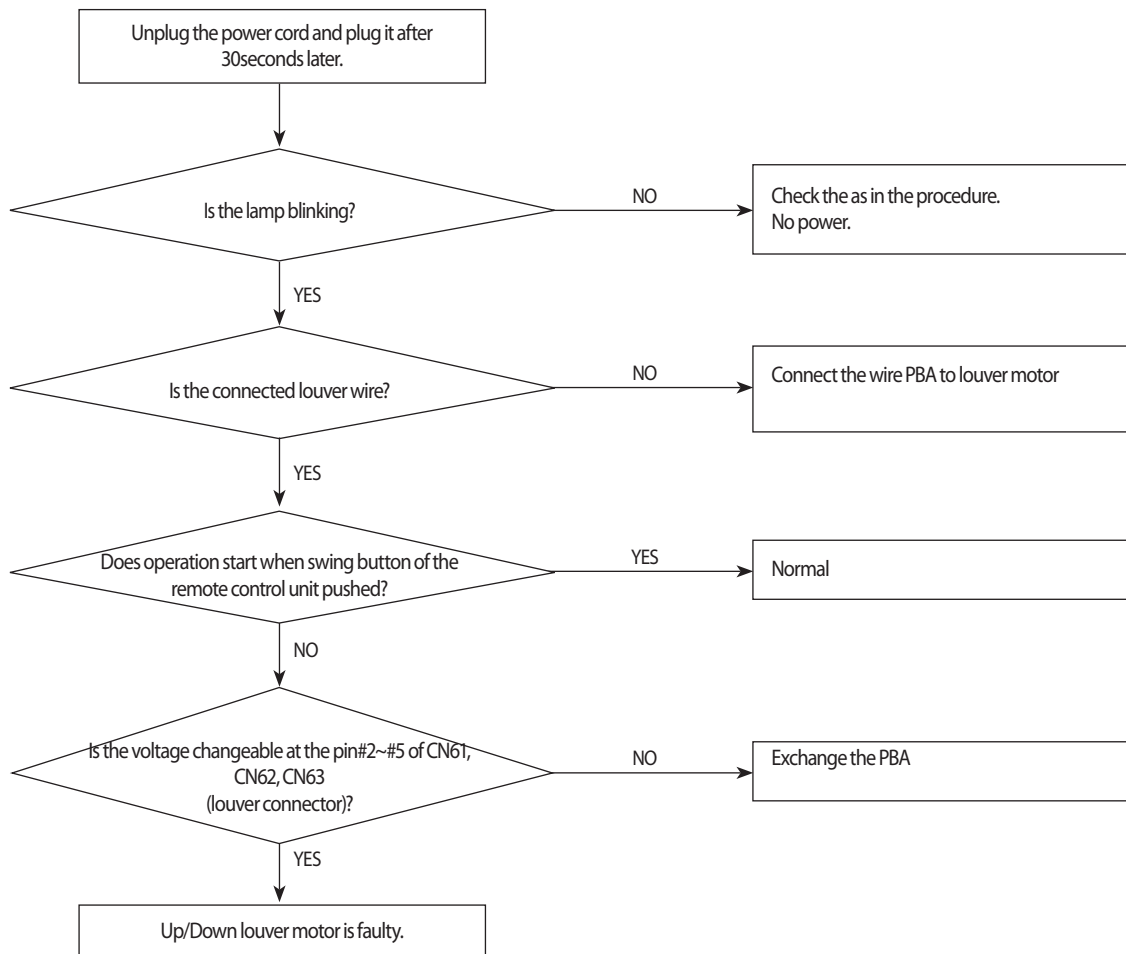 Unplug the power cord and plug it after
30seconds later.
Is the lamp blinking?
NO
Check the as in the procedure.
No power.
YES
Is the connected louver wire?
NO
Connect the wire PBA to louver motor
YES
Does operation start when swing button of the
remote control unit pushed?
YES
Normal
NO
Is the voltage changeable at the pin#2~#5 of CN61,
CN62, CN63
(louver connector)?
NO
Exchange the PBA
YES
Up/Down louver motor is faulty.